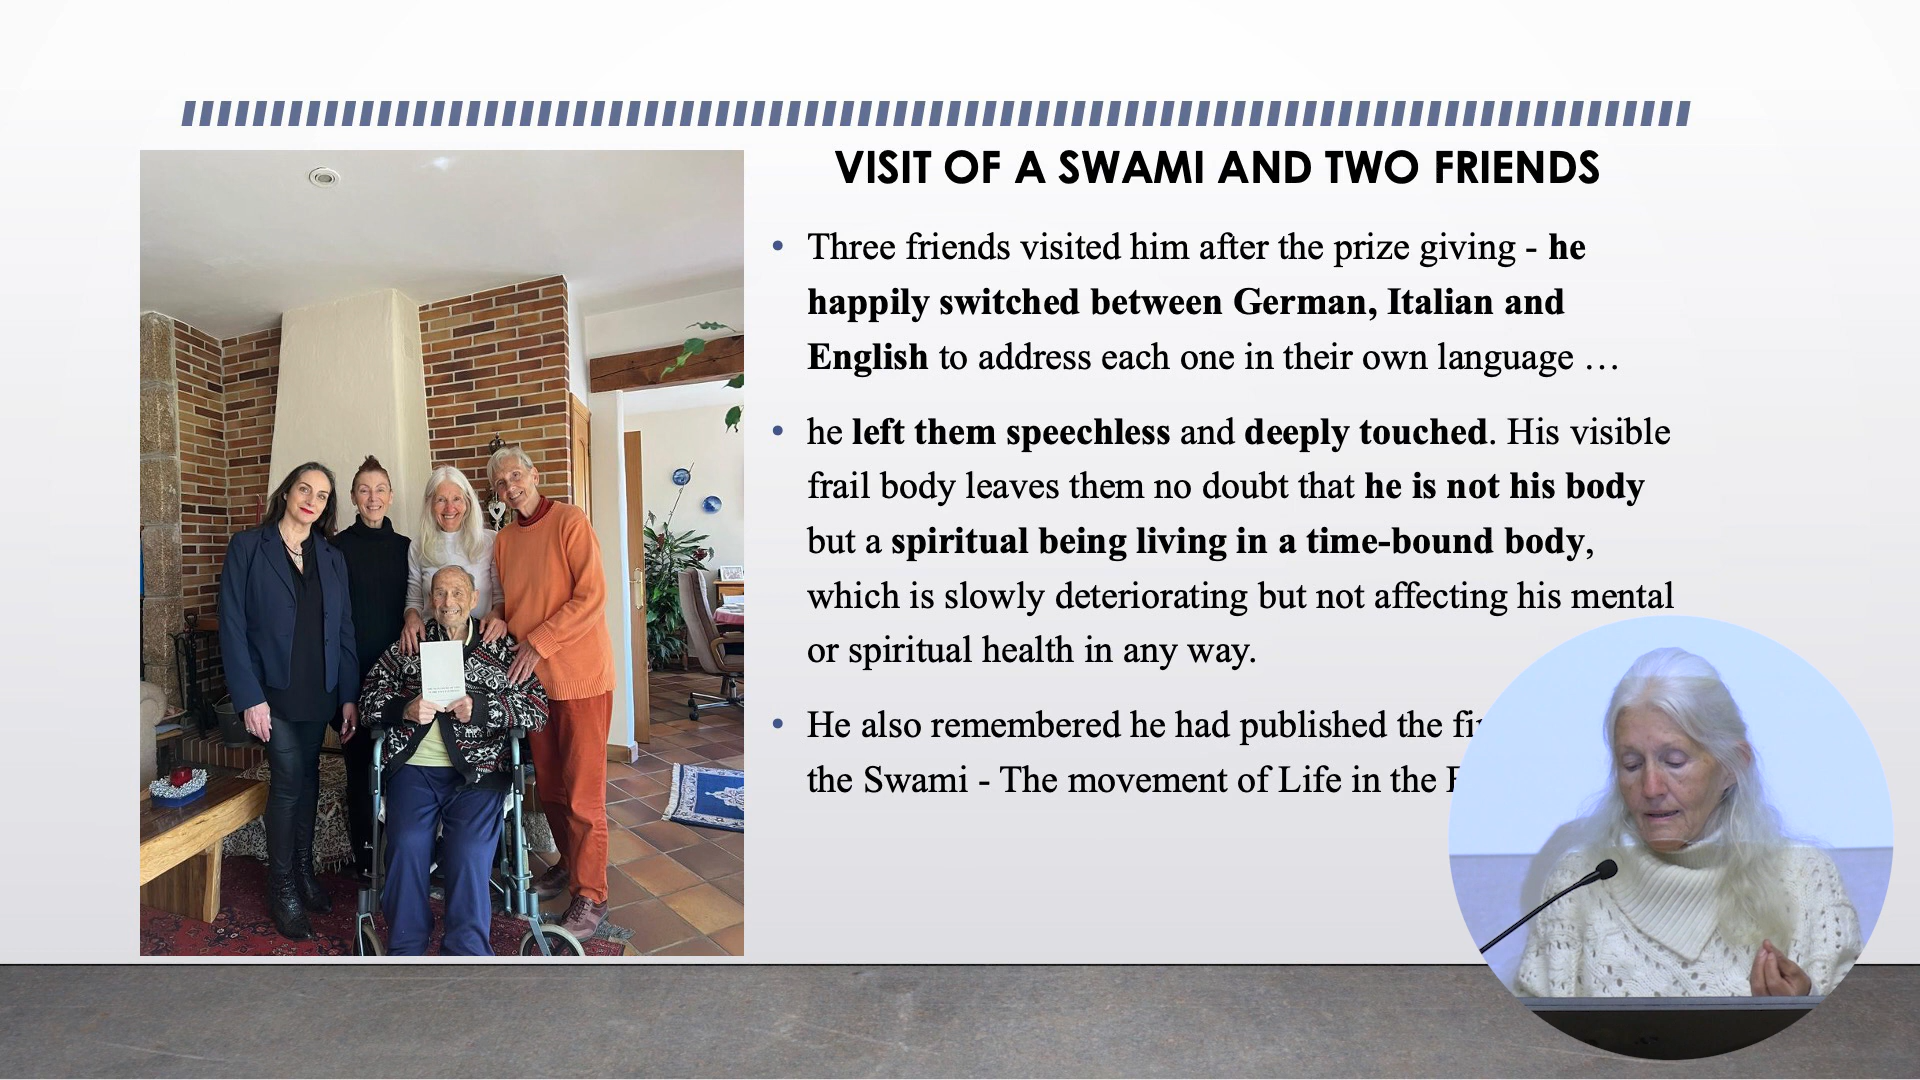 VISIT OF A SWAMI AND TWO FRIENDS
• Three friends visited him after the prize giving - he
happily switched between German, Italian and
English to address each one in their own language …
• he left them speechless and deeply touched. His visible
frail body leaves them no doubt that he is not his body
but a spiritual being living in a time-bound body,
which is slowly deteriorating but not affecting his mental
or spiritual health in any way.
• He also remembered he had published the
the Swami - The movement of Life in the